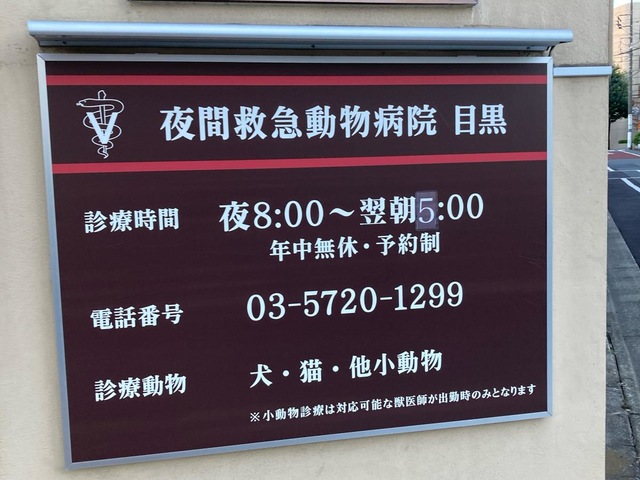 V
夜間救急動物病院 目黒
診療時間 夜8:00～翌朝5:00
年中無休・予約制
電話番号 03-5720-1299
診療動物 犬・猫・他小動物
※小動物診療は対応可能な獣医師が出勤時のみとなります